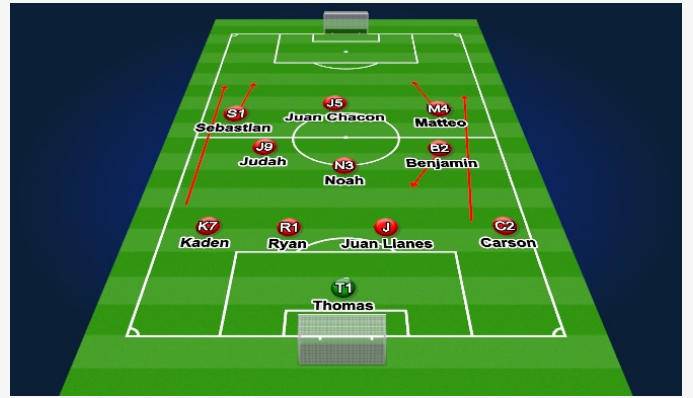 J5
Juan Chacon
S1
Sebastian
M4
Matteo
J9
Judah
N3
Noah
B2
Benjamin
K7
Kaden
R1
Ryan
J
Juan Llanes
C2
Carson
T1
Thomas